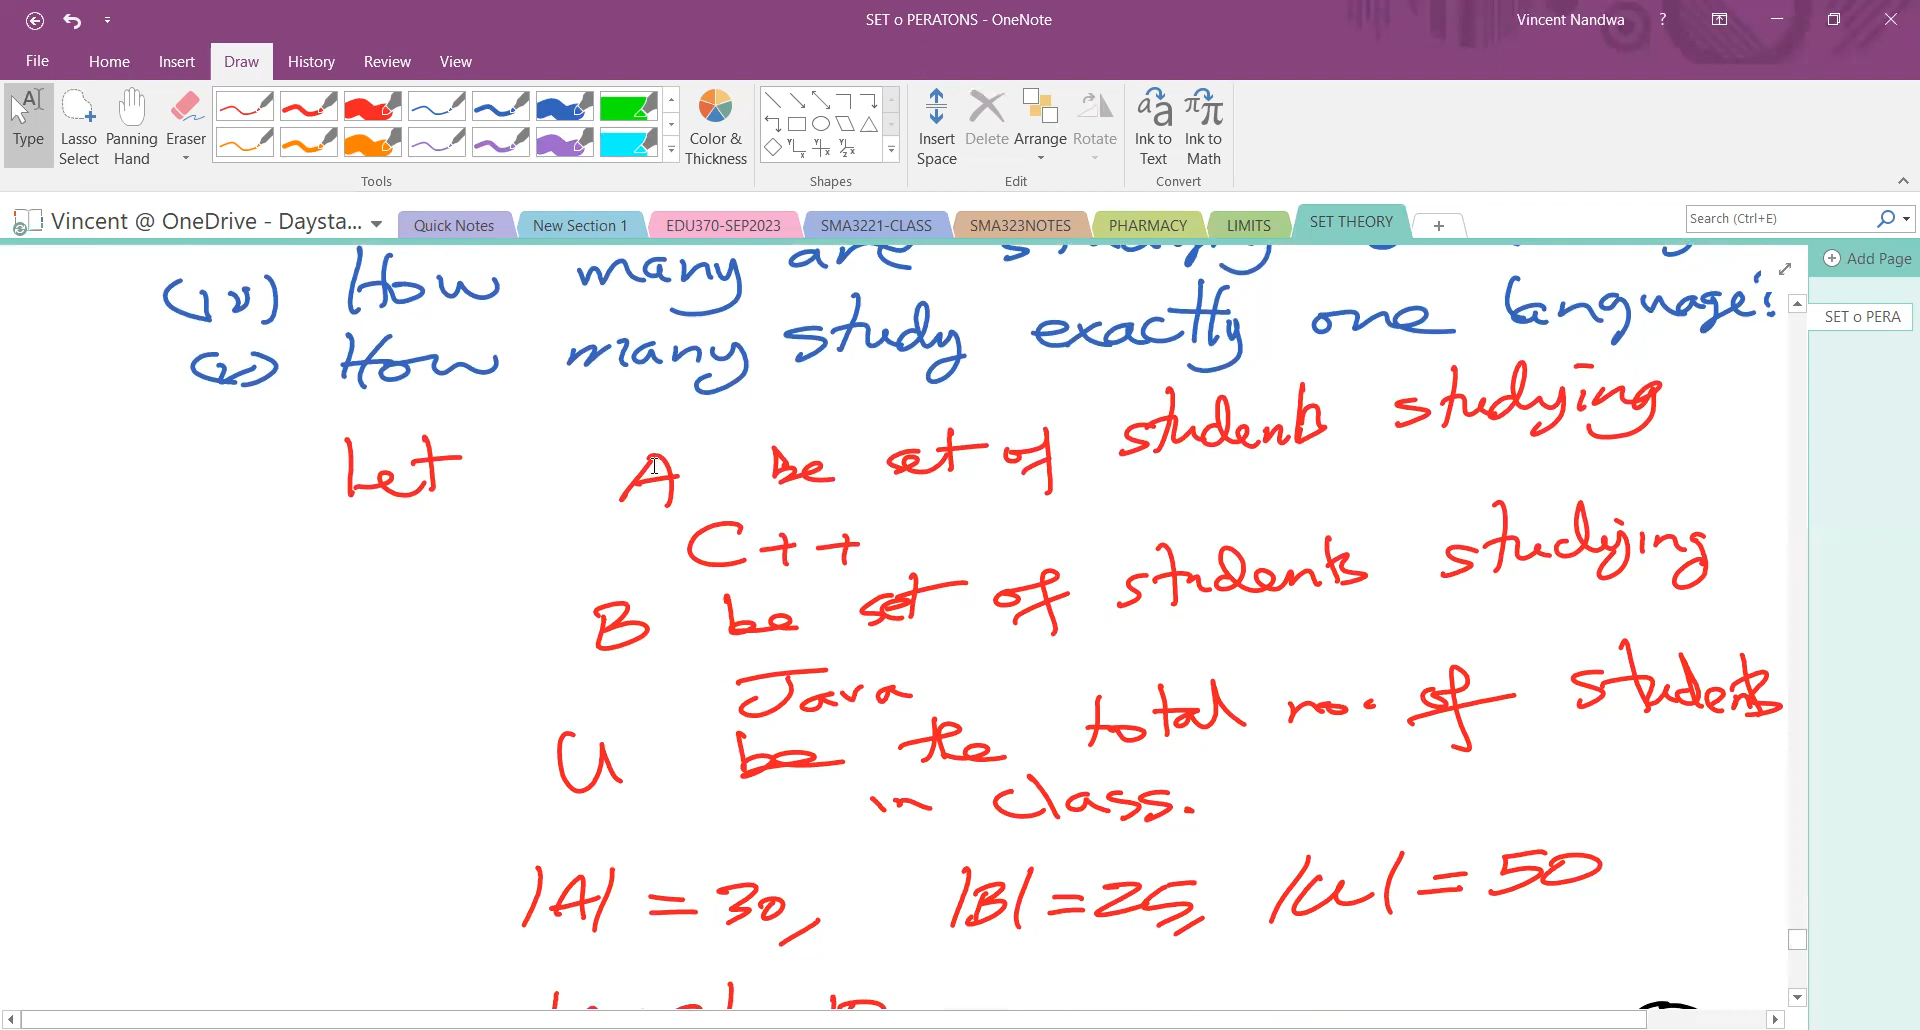 SET o PERATONS - OneNote
Vincent Nandwa
?
File Home Insert Draw History Review View
Type
Lasso Select
Panning Hand
Eraser
Color & Thickness
Insert Space
Delete
Arrange
Rotate
Ink to Text
Ink to Math
Tools
Shapes
Edit
Convert
Vincent @ OneDrive - Daysta...
Quick Notes
New Section 1
EDU370-SEP2023
SMA3221-CLASS
SMA323NOTES
PHARMACY
LIMITS
SET THEORY
+
Search (Ctrl+E)
Add Page
SET o PERA
(iv) How many are studying
(v) How many study exactly one language?
Let A be set of students studying
C++
B be set of students studying
Java
U be the total no. of students
in class.
|A| = 30, |B| = 25, |U| = 50